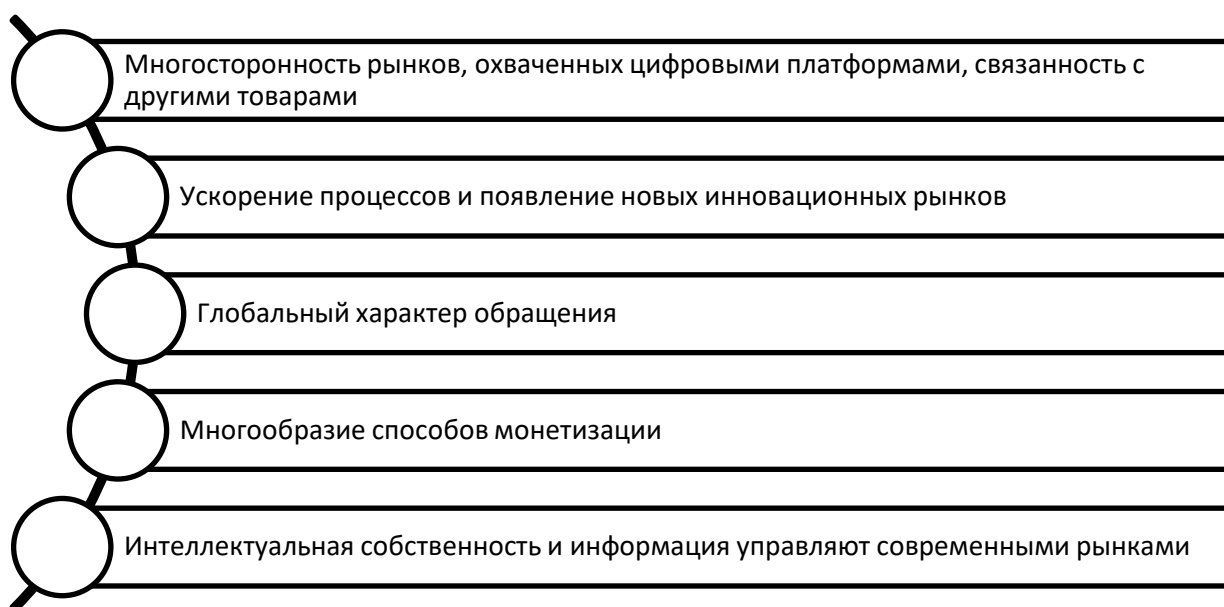 Многосторонность рынков, охваченных цифровыми платформами, связанность с
другими товарами
Ускорение процессов и появление новых инновационных рынков
Глобальный характер обращения
Многообразие способов монетизации
Интеллектуальная собственность и информация управляют современными рынками